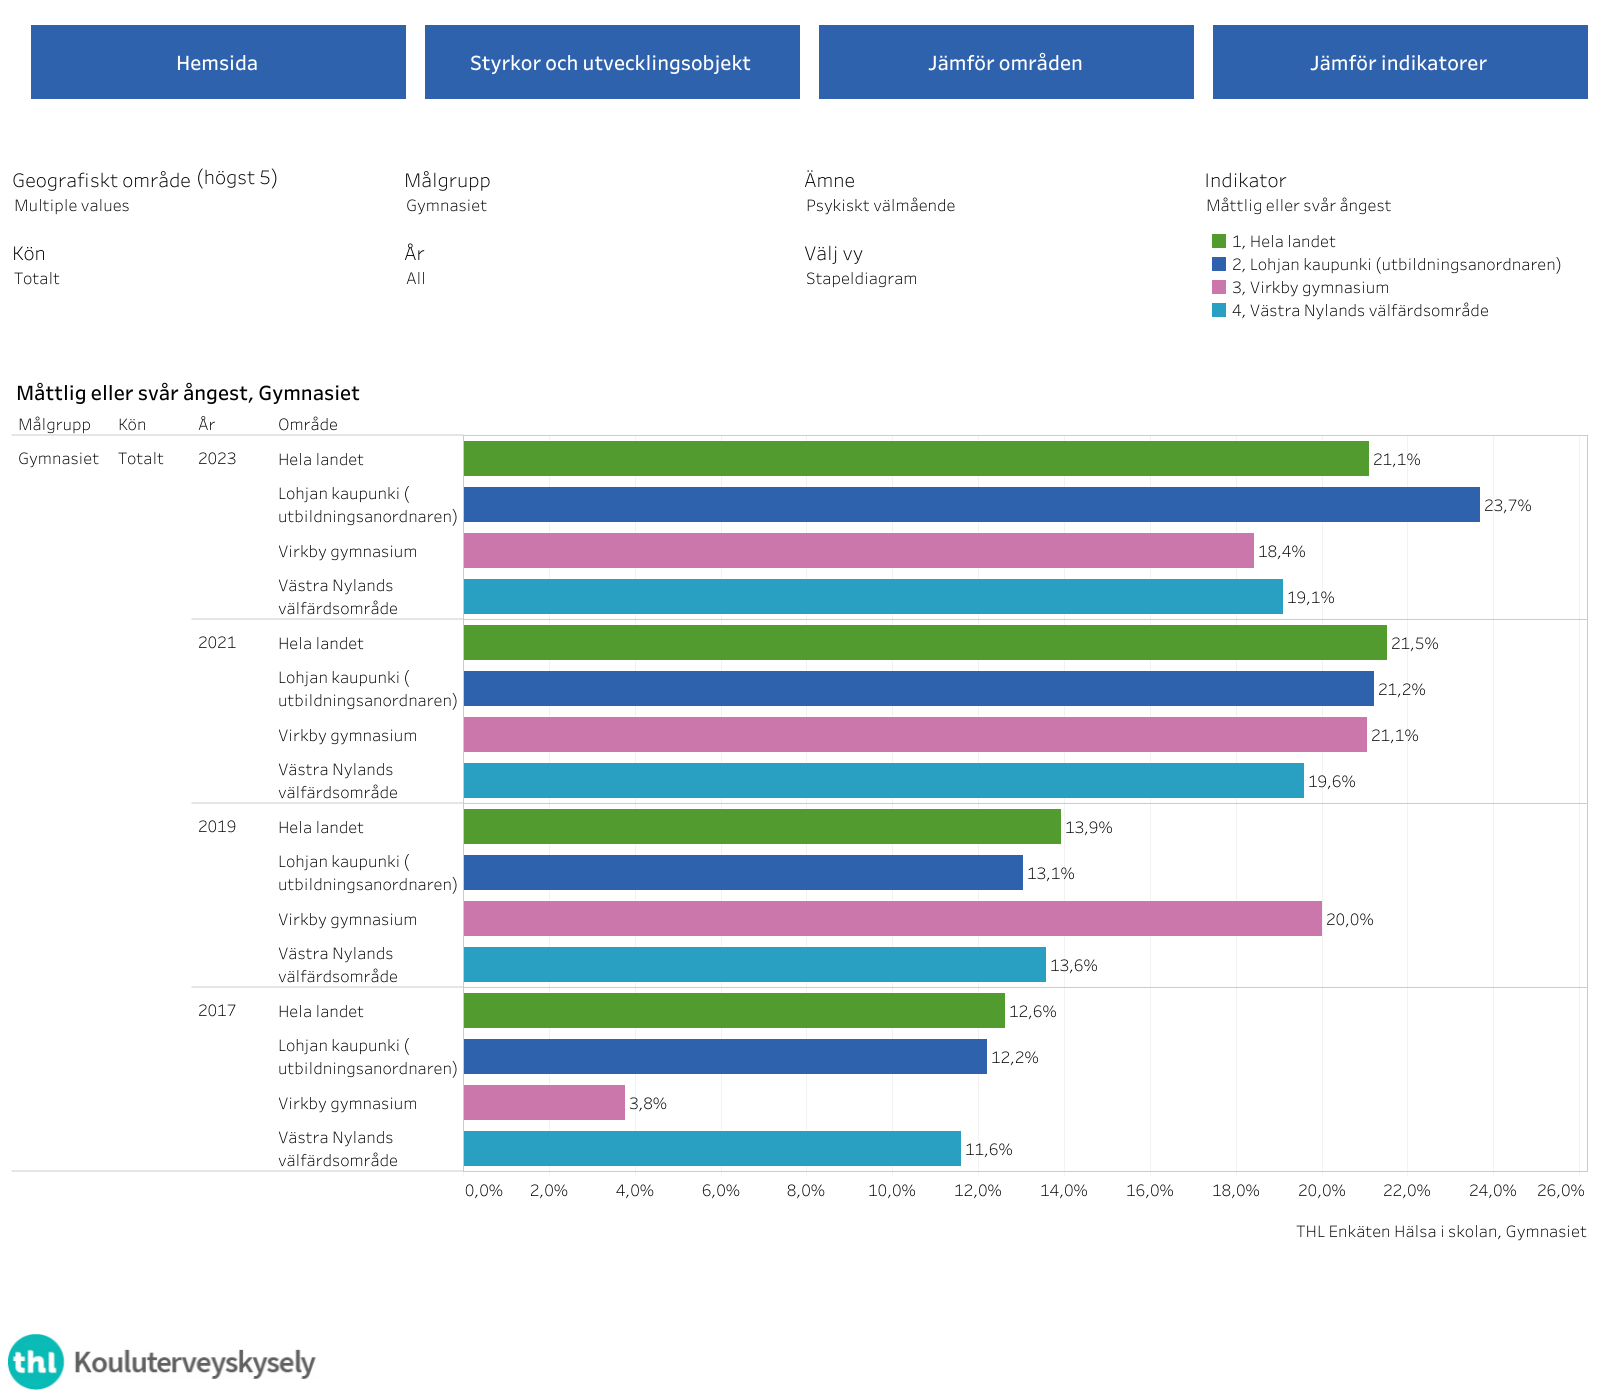 Hemsida
Styrkor och utvecklingsobjekt
Jämför områden
Jämför indikatorer
Geografiskt område (högst 5)
Multiple values
Målgrupp
Gymnasiet
Ämne
Psykiskt välmående
Indikator
Måttlig eller svår ångest
Kön
Totalt
År
All
Välj vy
Stapeldiagram
1, Hela landet
2, Lohjan kaupunki (utbildningsanordnaren)
3, Virkby gymnasium
4, Västra Nylands välfärdsområde
Måttlig eller svår ångest, Gymnasiet
Målgrupp Kön År Område
Gymnasiet Totalt 2023 Hela landet 21,1%
Lohjan kaupunki (
utbildningsanordnaren) 23,7%
Virkby gymnasium 18,4%
Västra Nylands
välfärdsområde 19,1%
2021 Hela landet 21,5%
Lohjan kaupunki (
utbildningsanordnaren) 21,2%
Virkby gymnasium 21,1%
Västra Nylands
välfärdsområde 19,6%
2019 Hela landet 13,9%
Lohjan kaupunki (
utbildningsanordnaren) 13,1%
Virkby gymnasium 20,0%
Västra Nylands
välfärdsområde 13,6%
2017 Hela landet 12,6%
Lohjan kaupunki (
utbildningsanordnaren) 12,2%
Virkby gymnasium 3,8%
Västra Nylands
välfärdsområde 11,6%
0,0% 2,0% 4,0% 6,0% 8,0% 10,0% 12,0% 14,0% 16,0% 18,0% 20,0% 22,0% 24,0% 26,0%
THL Enkäten Hälsa i skolan, Gymnasiet
thl Kouluterveyskysely